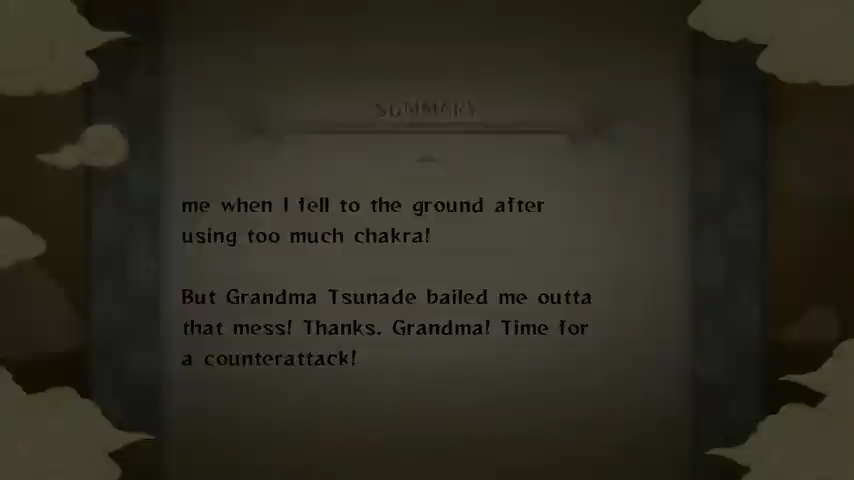 SUMMARY
me when I fell to the ground after
using too much chakra!
But Grandma Tsunade bailed me outta
that mess! Thanks. Grandma! Time for
a counterattack!